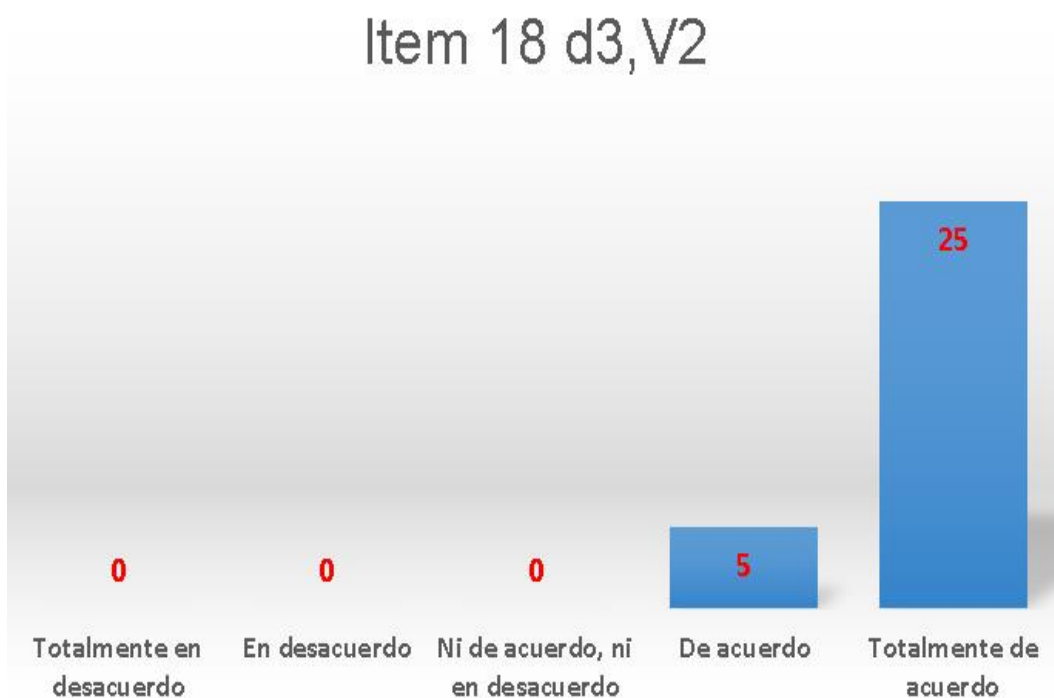 Item 18 d3,V2
25
0
0
0
5
Totalmente en desacuerdo
En desacuerdo
Ni de acuerdo, ni en desacuerdo
De acuerdo
Totalmente de acuerdo